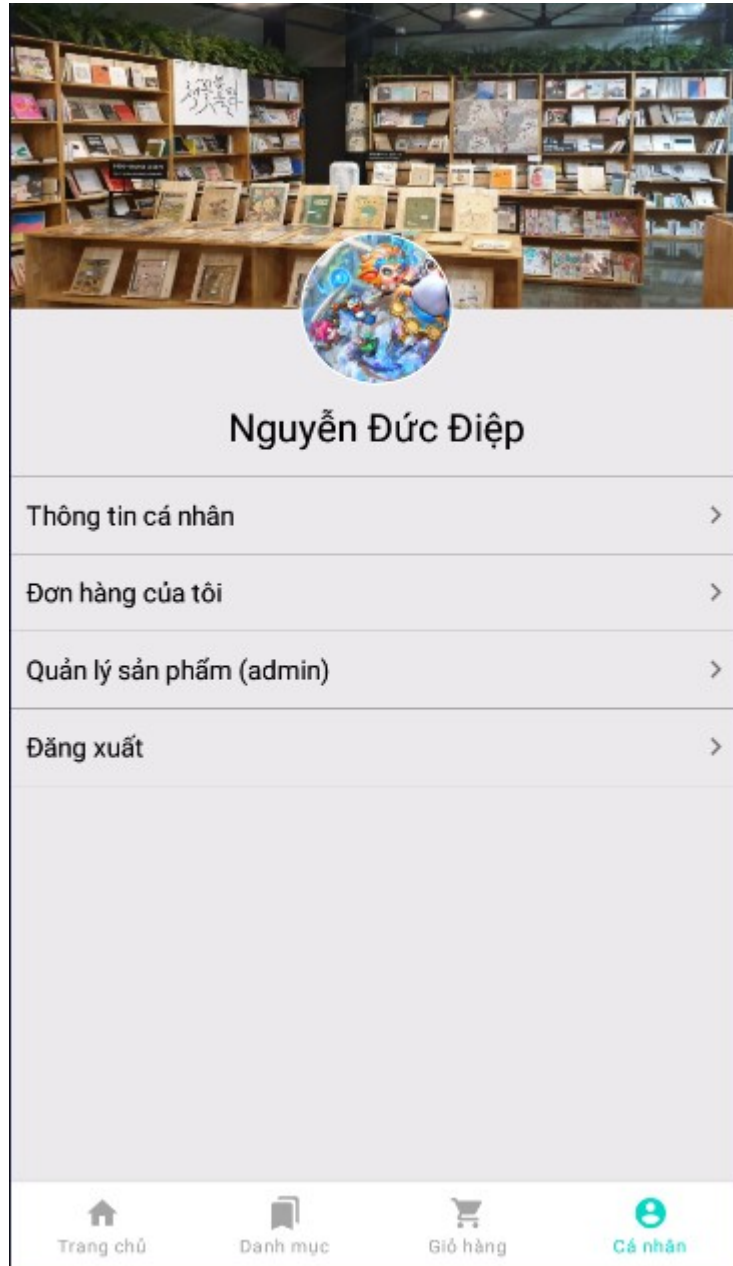 Nguyễn Đức Điệp
Thông tin cá nhân
Đơn hàng của tôi
Quản lý sản phẩm (admin)
Đăng xuất
Trang chủ
Danh mục
Giỏ hàng
Cá nhân